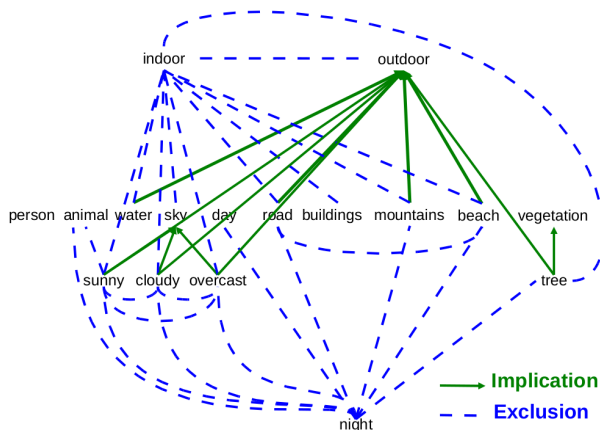 indoor outdoor
person animal water sky day road buildings mountains beach vegetation
sunny cloudy overcast tree
Implication
Exclusion
night